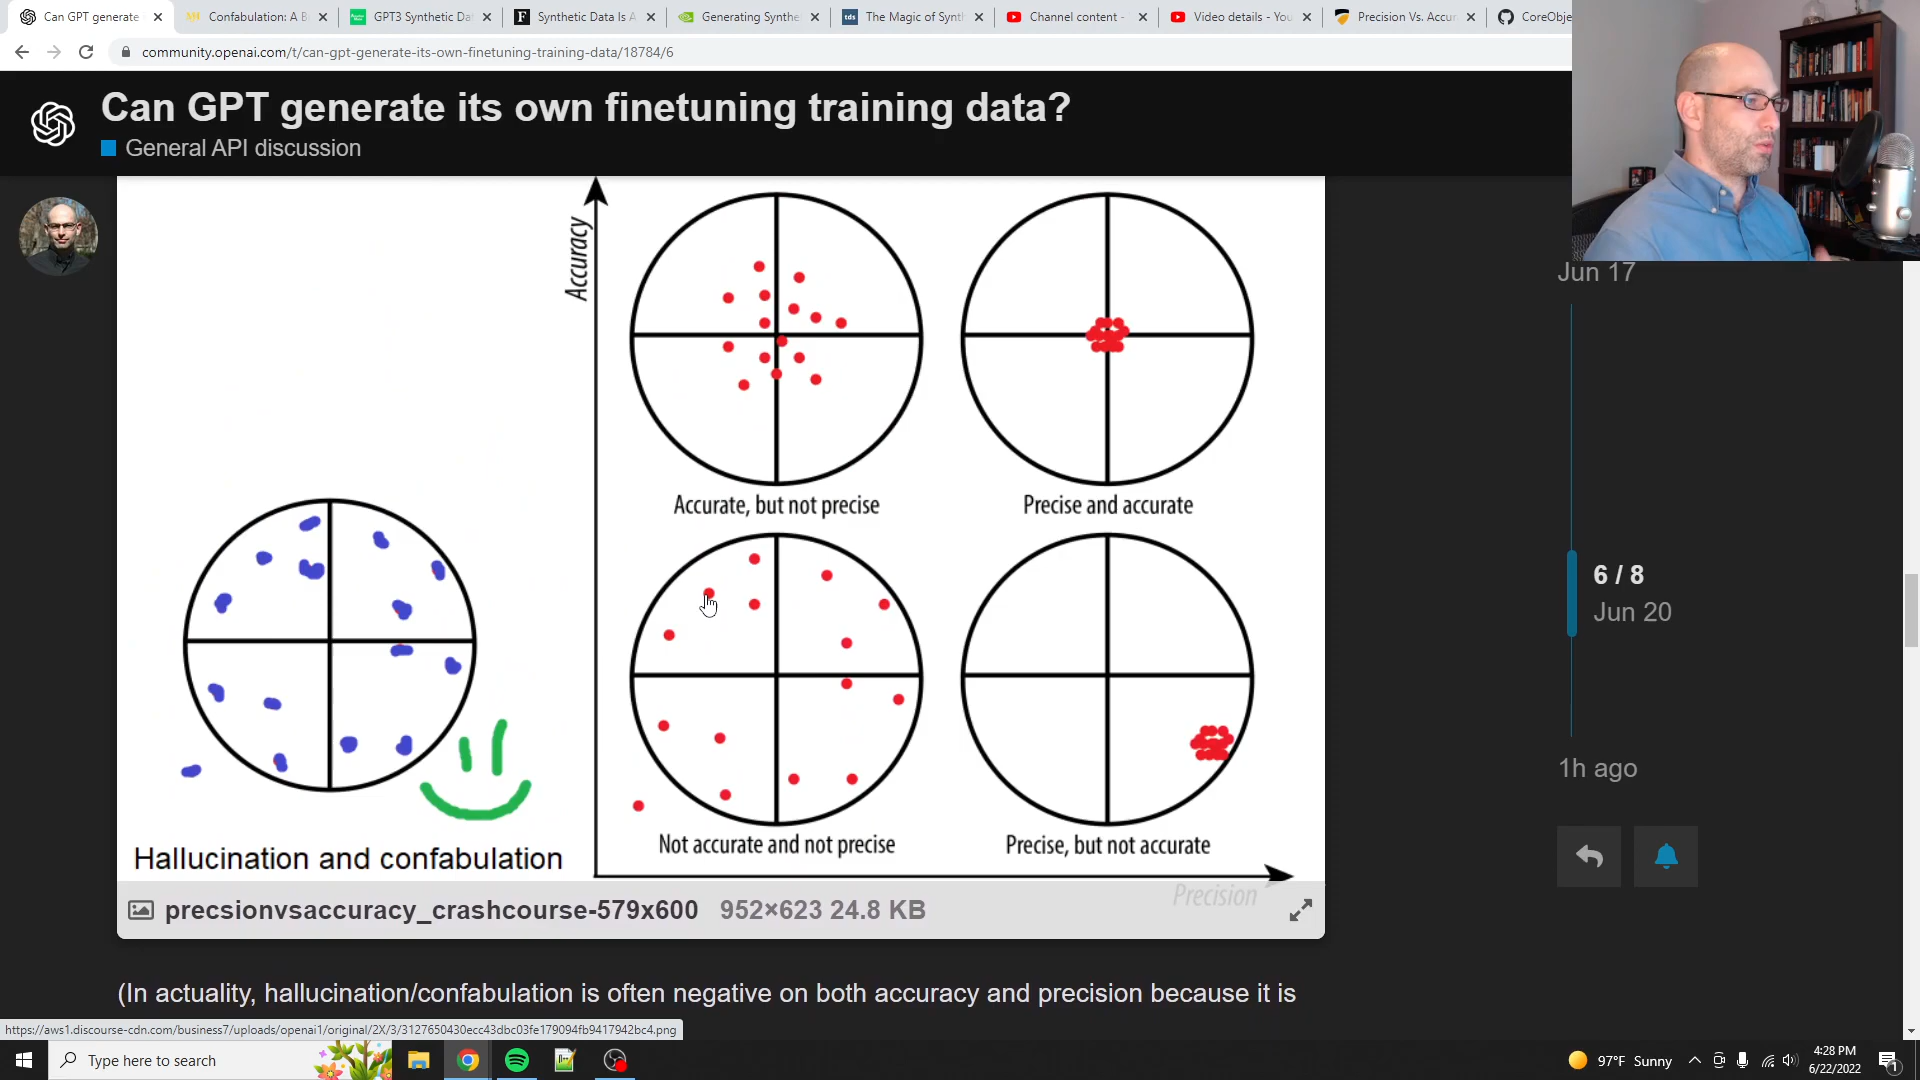 Can GPT generate
Confabulation: A B
GPT3 Synthetic Da
Synthetic Data Is A
Generating Synthe
The Magic of Synt
Channel content -
Video details - You
Precision Vs. Accur
CoreObje
community.openai.com/t/can-gpt-generate-its-own-finetuning-training-data/18784/6
Can GPT generate its own finetuning training data?
General API discussion
Accuracy
Accurate, but not precise
Precise and accurate
Not accurate and not precise
Precise, but not accurate
Hallucination and confabulation
Precision
precsionvsaccuracy_crashcourse-579x600 952×623 24.8 KB
(In actuality, hallucination/confabulation is often negative on both accuracy and precision because it is
Jun 17
6 / 8
Jun 20
1h ago
https://aws1.discourse-cdn.com/business7/uploads/openai1/original/2X/3/3127650430ecc43dbc03fe179094fb9417942bc4.png
Type here to search
97°F Sunny
4:28 PM
6/22/2022
1